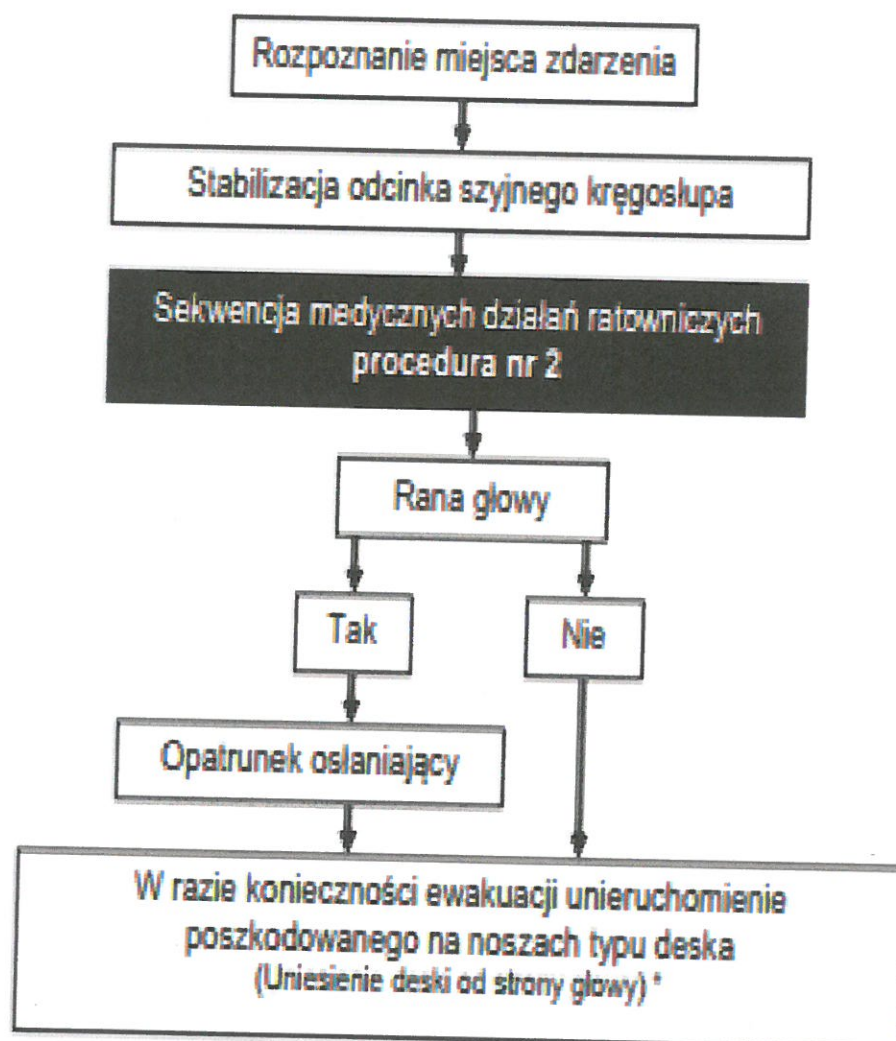 Rozpoznanie miejsca zdarzenia
Stabilizacja odcinka szyjnego kręgosłupa
Sekwencja medycznych działań ratowniczych
procedura nr 2
Rana głowy
Tak
Nie
Opatrunek osłaniający
W razie konieczności ewakuacji unieruchomienie
poszkodowanego na noszach typu deska
(Uniesienie deski od strony głowy) *